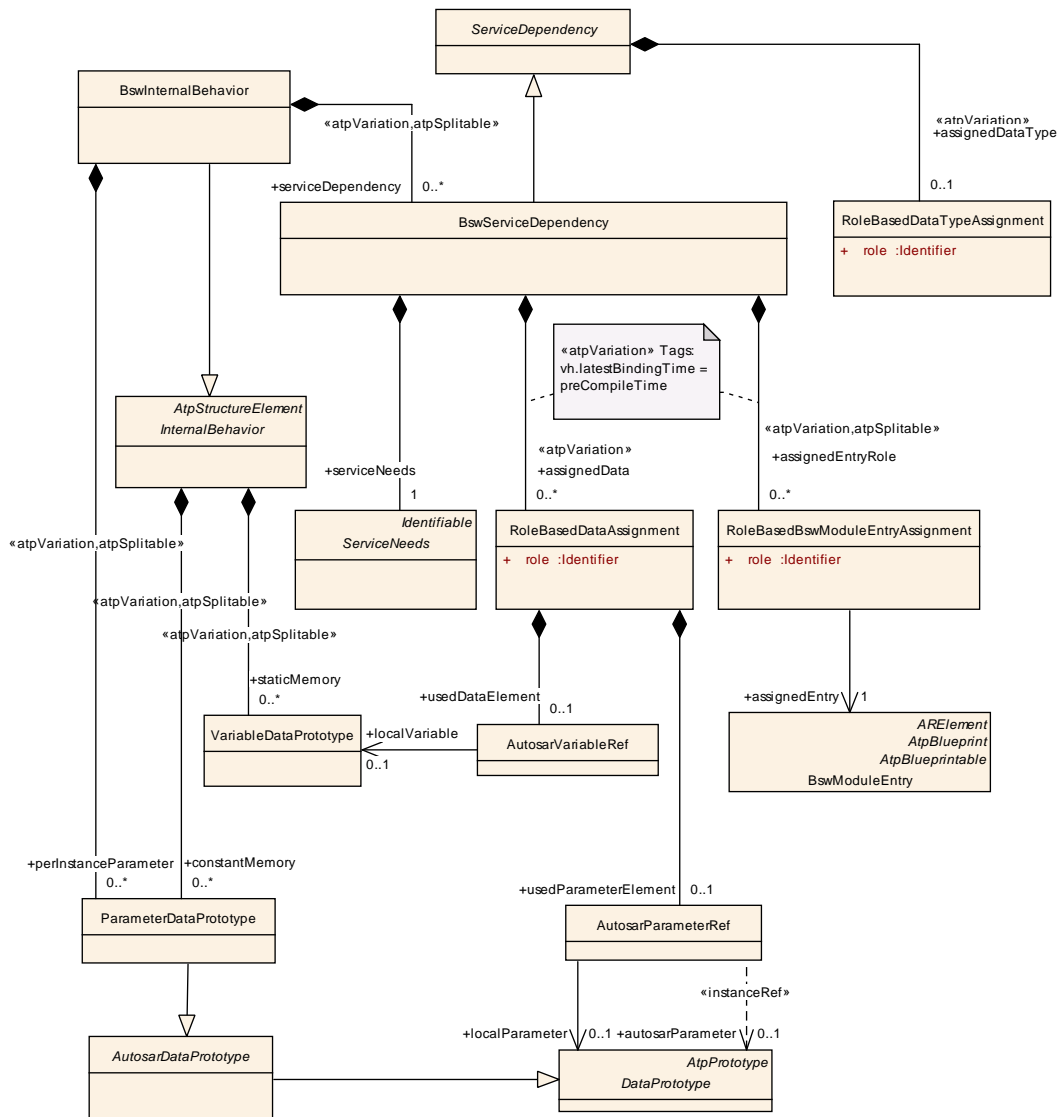 ServiceDependency
BswInternalBehavior
«atpVariation,atpSplitable»
«atpVariation»
+assignedDataType
+serviceDependency
0..*
0..1
BswServiceDependency
RoleBasedDataTypeAssignment
+ role :Identifier
«atpVariation» Tags:
vh.latestBindingTime =
preCompileTime
AtpStructureElement
InternalBehavior
«atpVariation,atpSplitable»
«atpVariation»
+assignedEntryRole
+serviceNeeds
+assignedData
1
0..*
0..*
Identifiable
ServiceNeeds
RoleBasedDataAssignment
+ role :Identifier
RoleBasedBswModuleEntryAssignment
+ role :Identifier
«atpVariation,atpSplitable»
«atpVariation,atpSplitable»
«atpVariation,atpSplitable»
+staticMemory
0..*
+usedDataElement
0..1
+assignedEntry
1
VariableDataPrototype
+localVariable
0..1
AutosarVariableRef
ARElement
AtpBlueprint
AtpBlueprintable
BswModuleEntry
+perInstanceParameter
0..*
+constantMemory
0..*
+usedParameterElement
0..1
ParameterDataPrototype
AutosarParameterRef
«instanceRef»
+localParameter
0..1
+autosarParameter
0..1
AutosarDataPrototype
AtpPrototype
DataPrototype